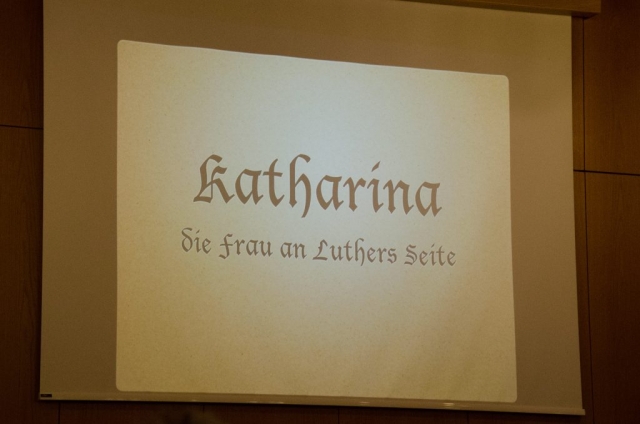 Katharina
die Frau an Luthers Seite